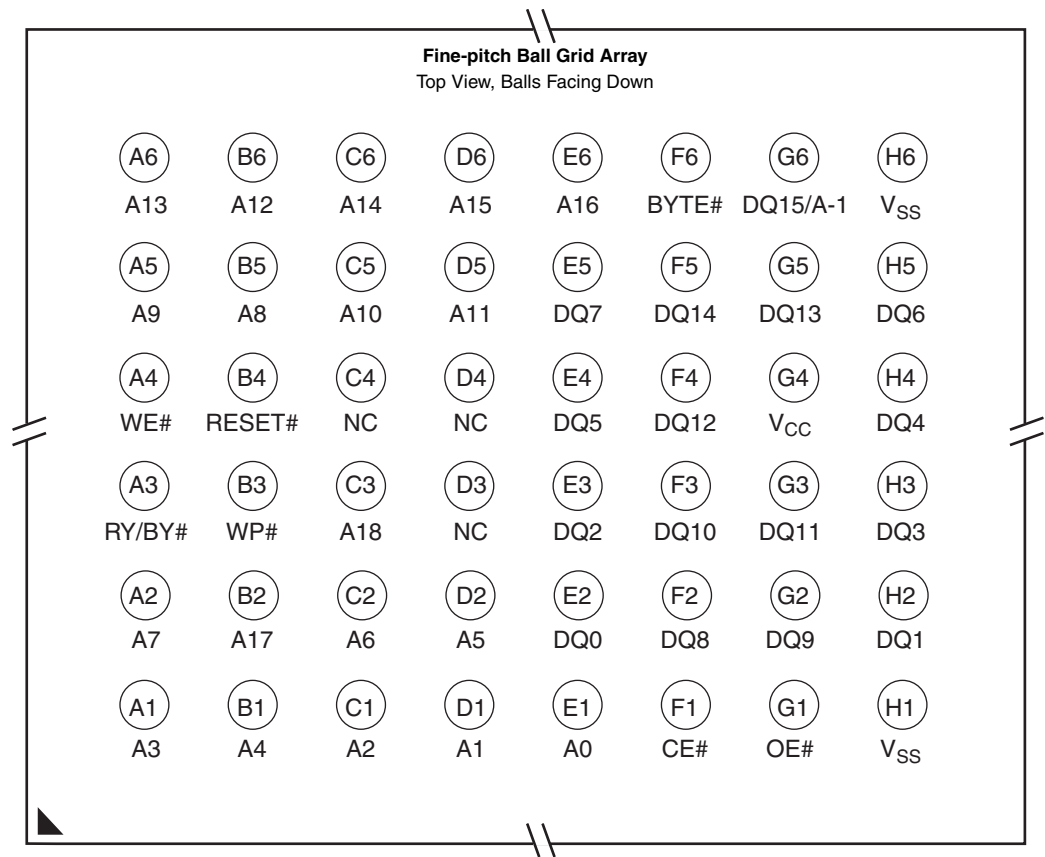 Fine-pitch Ball Grid Array
Top View, Balls Facing Down
A6 B6 C6 D6 E6 F6 G6 H6
A13 A12 A14 A15 A16 BYTE# DQ15/A-1 VSS
A5 B5 C5 D5 E5 F5 G5 H5
A9 A8 A10 A11 DQ7 DQ14 DQ13 DQ6
A4 B4 C4 D4 E4 F4 G4 H4
WE# RESET# NC NC DQ5 DQ12 VCC DQ4
A3 B3 C3 D3 E3 F3 G3 H3
RY/BY# WP# A18 NC DQ2 DQ10 DQ11 DQ3
A2 B2 C2 D2 E2 F2 G2 H2
A7 A17 A6 A5 DQ0 DQ8 DQ9 DQ1
A1 B1 C1 D1 E1 F1 G1 H1
A3 A4 A2 A1 A0 CE# OE# VSS